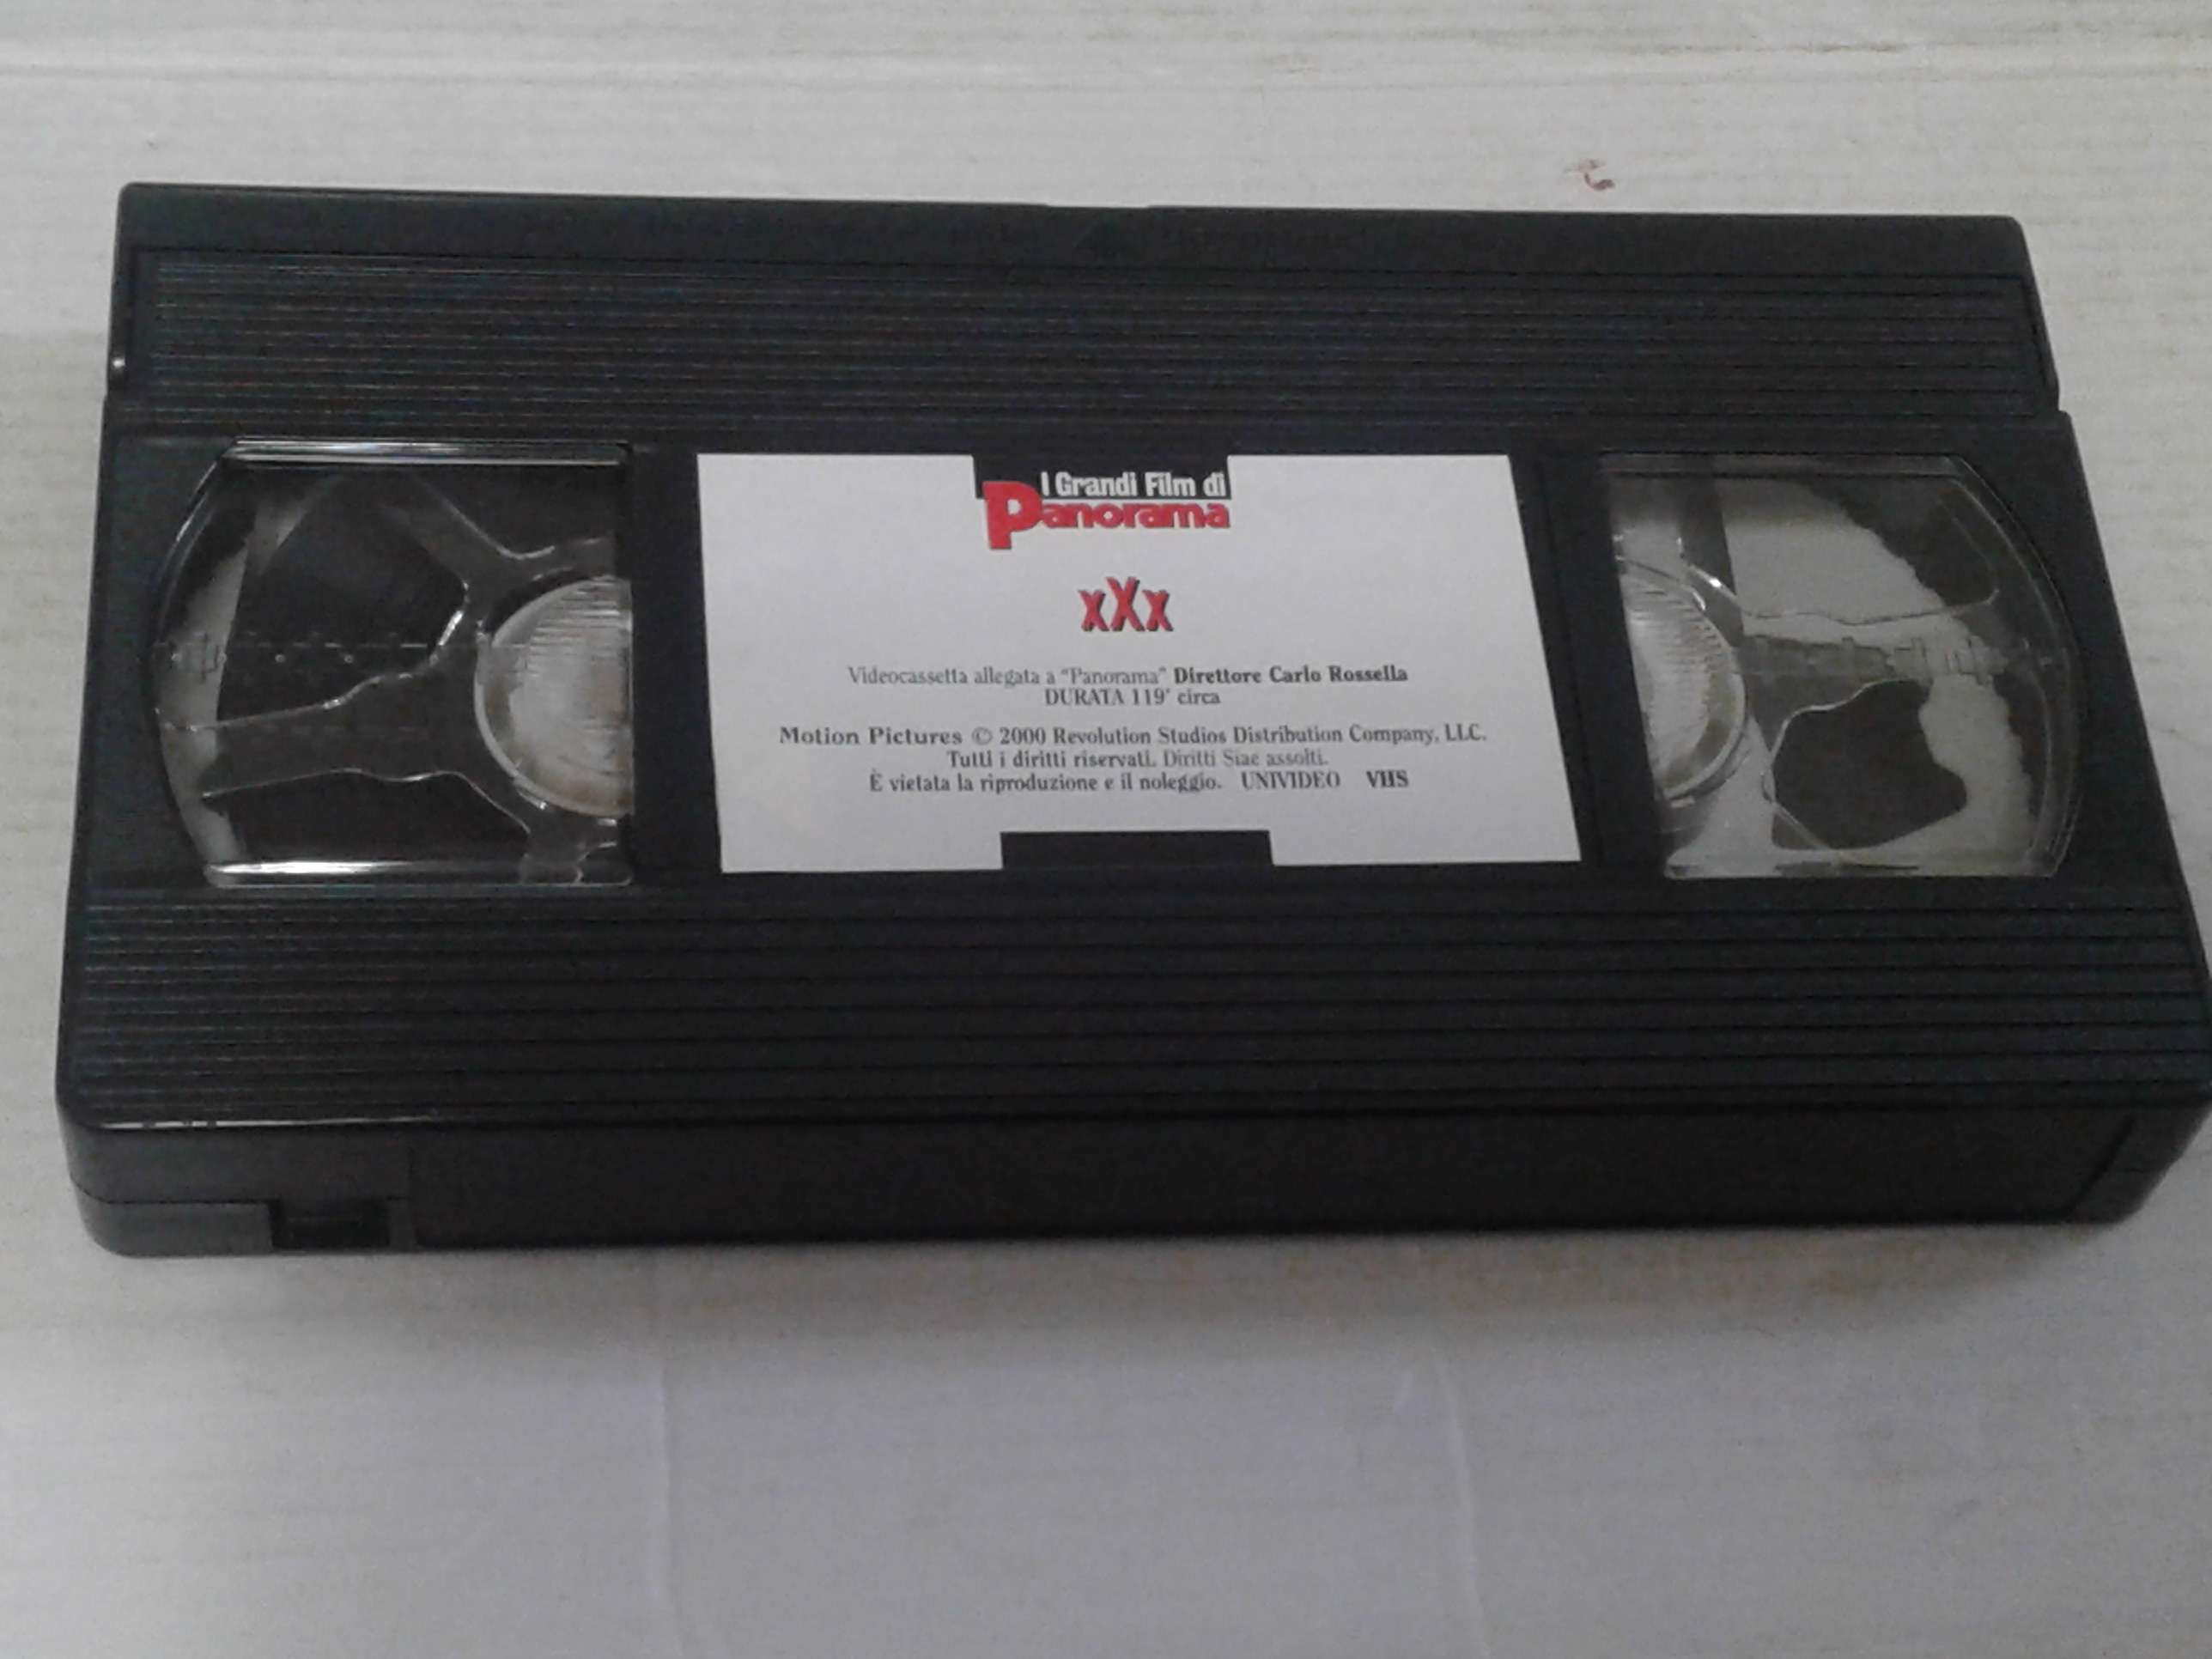 I Grandi Film di
Panorama
xXx
Videocassetta allegata a "Panorama" Direttore Carlo Rossella
DURATA 119' circa
Motion Pictures © 2000 Revolution Studios Distribution Company, LLC.
Tutti i diritti riservati. Diritti Siae assolti.
È vietata la riproduzione e il noleggio. UNIVIDEO VHS